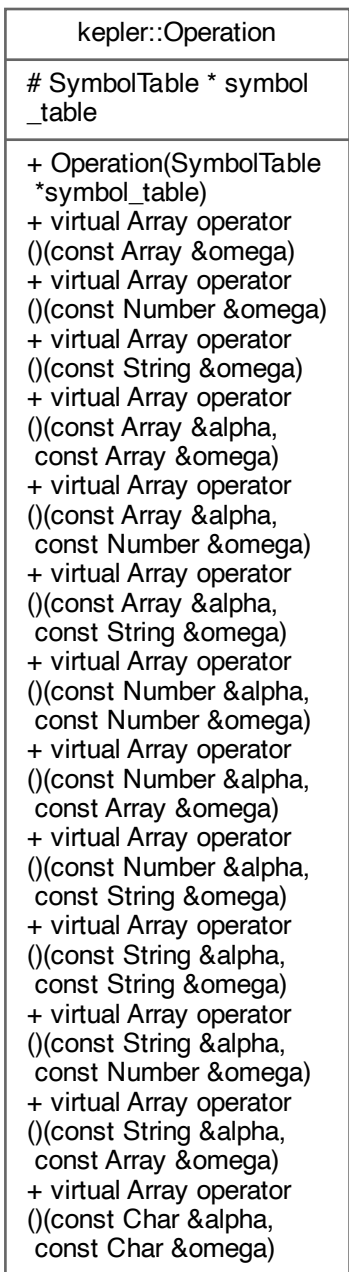 kepler::Operation
# SymbolTable * symbol
_table
+ Operation(SymbolTable
*symbol_table)
+ virtual Array operator
()(const Array &omega)
+ virtual Array operator
()(const Number &omega)
+ virtual Array operator
()(const String &omega)
+ virtual Array operator
()(const Array &alpha,
const Array &omega)
+ virtual Array operator
()(const Array &alpha,
const Number &omega)
+ virtual Array operator
()(const Array &alpha,
const String &omega)
+ virtual Array operator
()(const Number &alpha,
const Number &omega)
+ virtual Array operator
()(const Number &alpha,
const Array &omega)
+ virtual Array operator
()(const Number &alpha,
const String &omega)
+ virtual Array operator
()(const String &alpha,
const String &omega)
+ virtual Array operator
()(const String &alpha,
const Number &omega)
+ virtual Array operator
()(const String &alpha,
const Array &omega)
+ virtual Array operator
()(const Char &alpha,
const Char &omega)